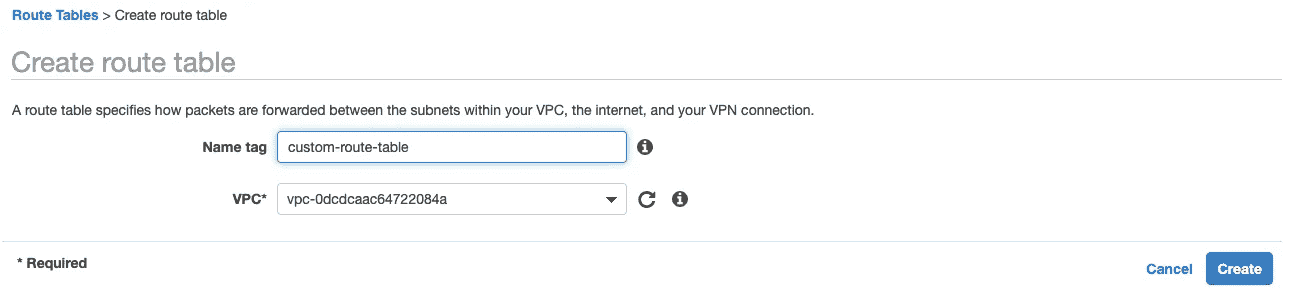 Route Tables > Create route table
Create route table
A route table specifies how packets are forwarded between the subnets within your VPC, the internet, and your VPN connection.
Name tag custom-route-table
VPC* vpc-0dcdcaac64722084a
* Required
Cancel Create